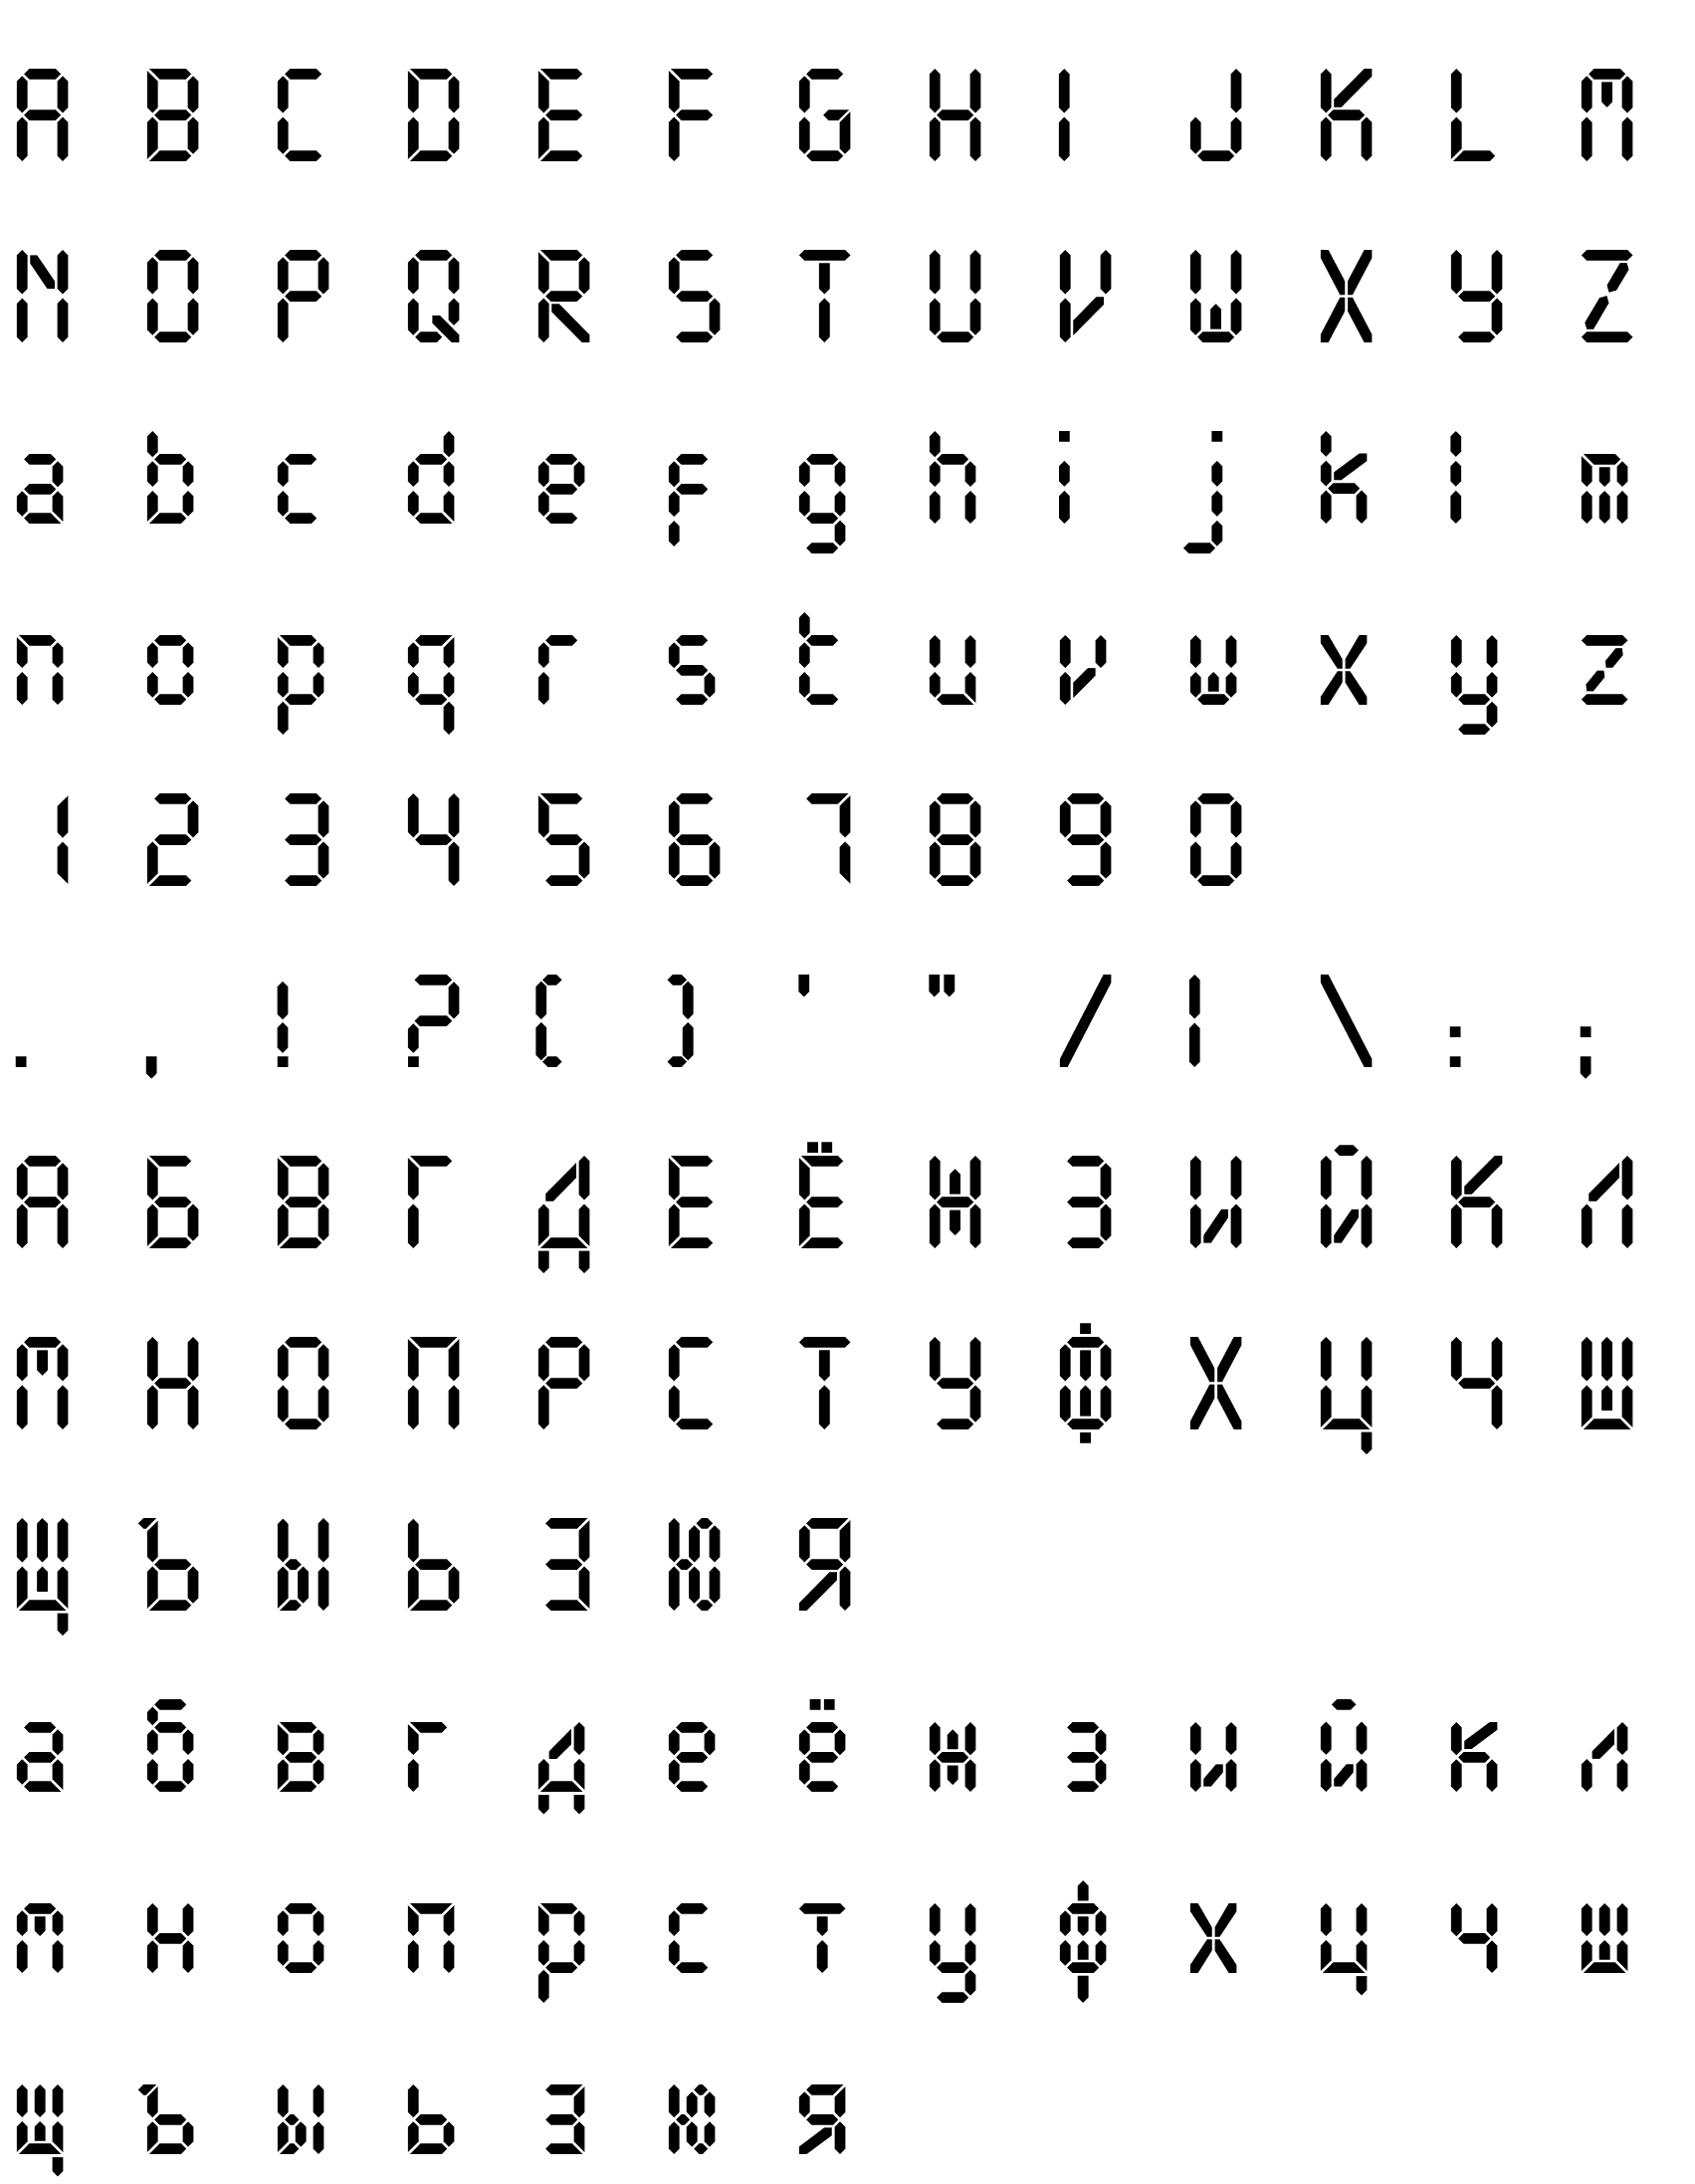 A B C D E F G H I J K L M
N O P Q R S T U V W X Y Z
a b c d e f g h i j k l m
n o p q r s t u v w x y z
1 2 3 4 5 6 7 8 9 0
. , ! ? ( ) ' " / | \ : ;
А Б В Г Д Е Ё Ж З И Й К Л
М Н О П Р С Т У Ф Х Ц Ч Ш
Щ Ъ Ы Ь Э Ю Я
а б в г д е ё ж з и й к л
м н о п р с т у ф х ц ч ш
щ ъ ы ь э ю я